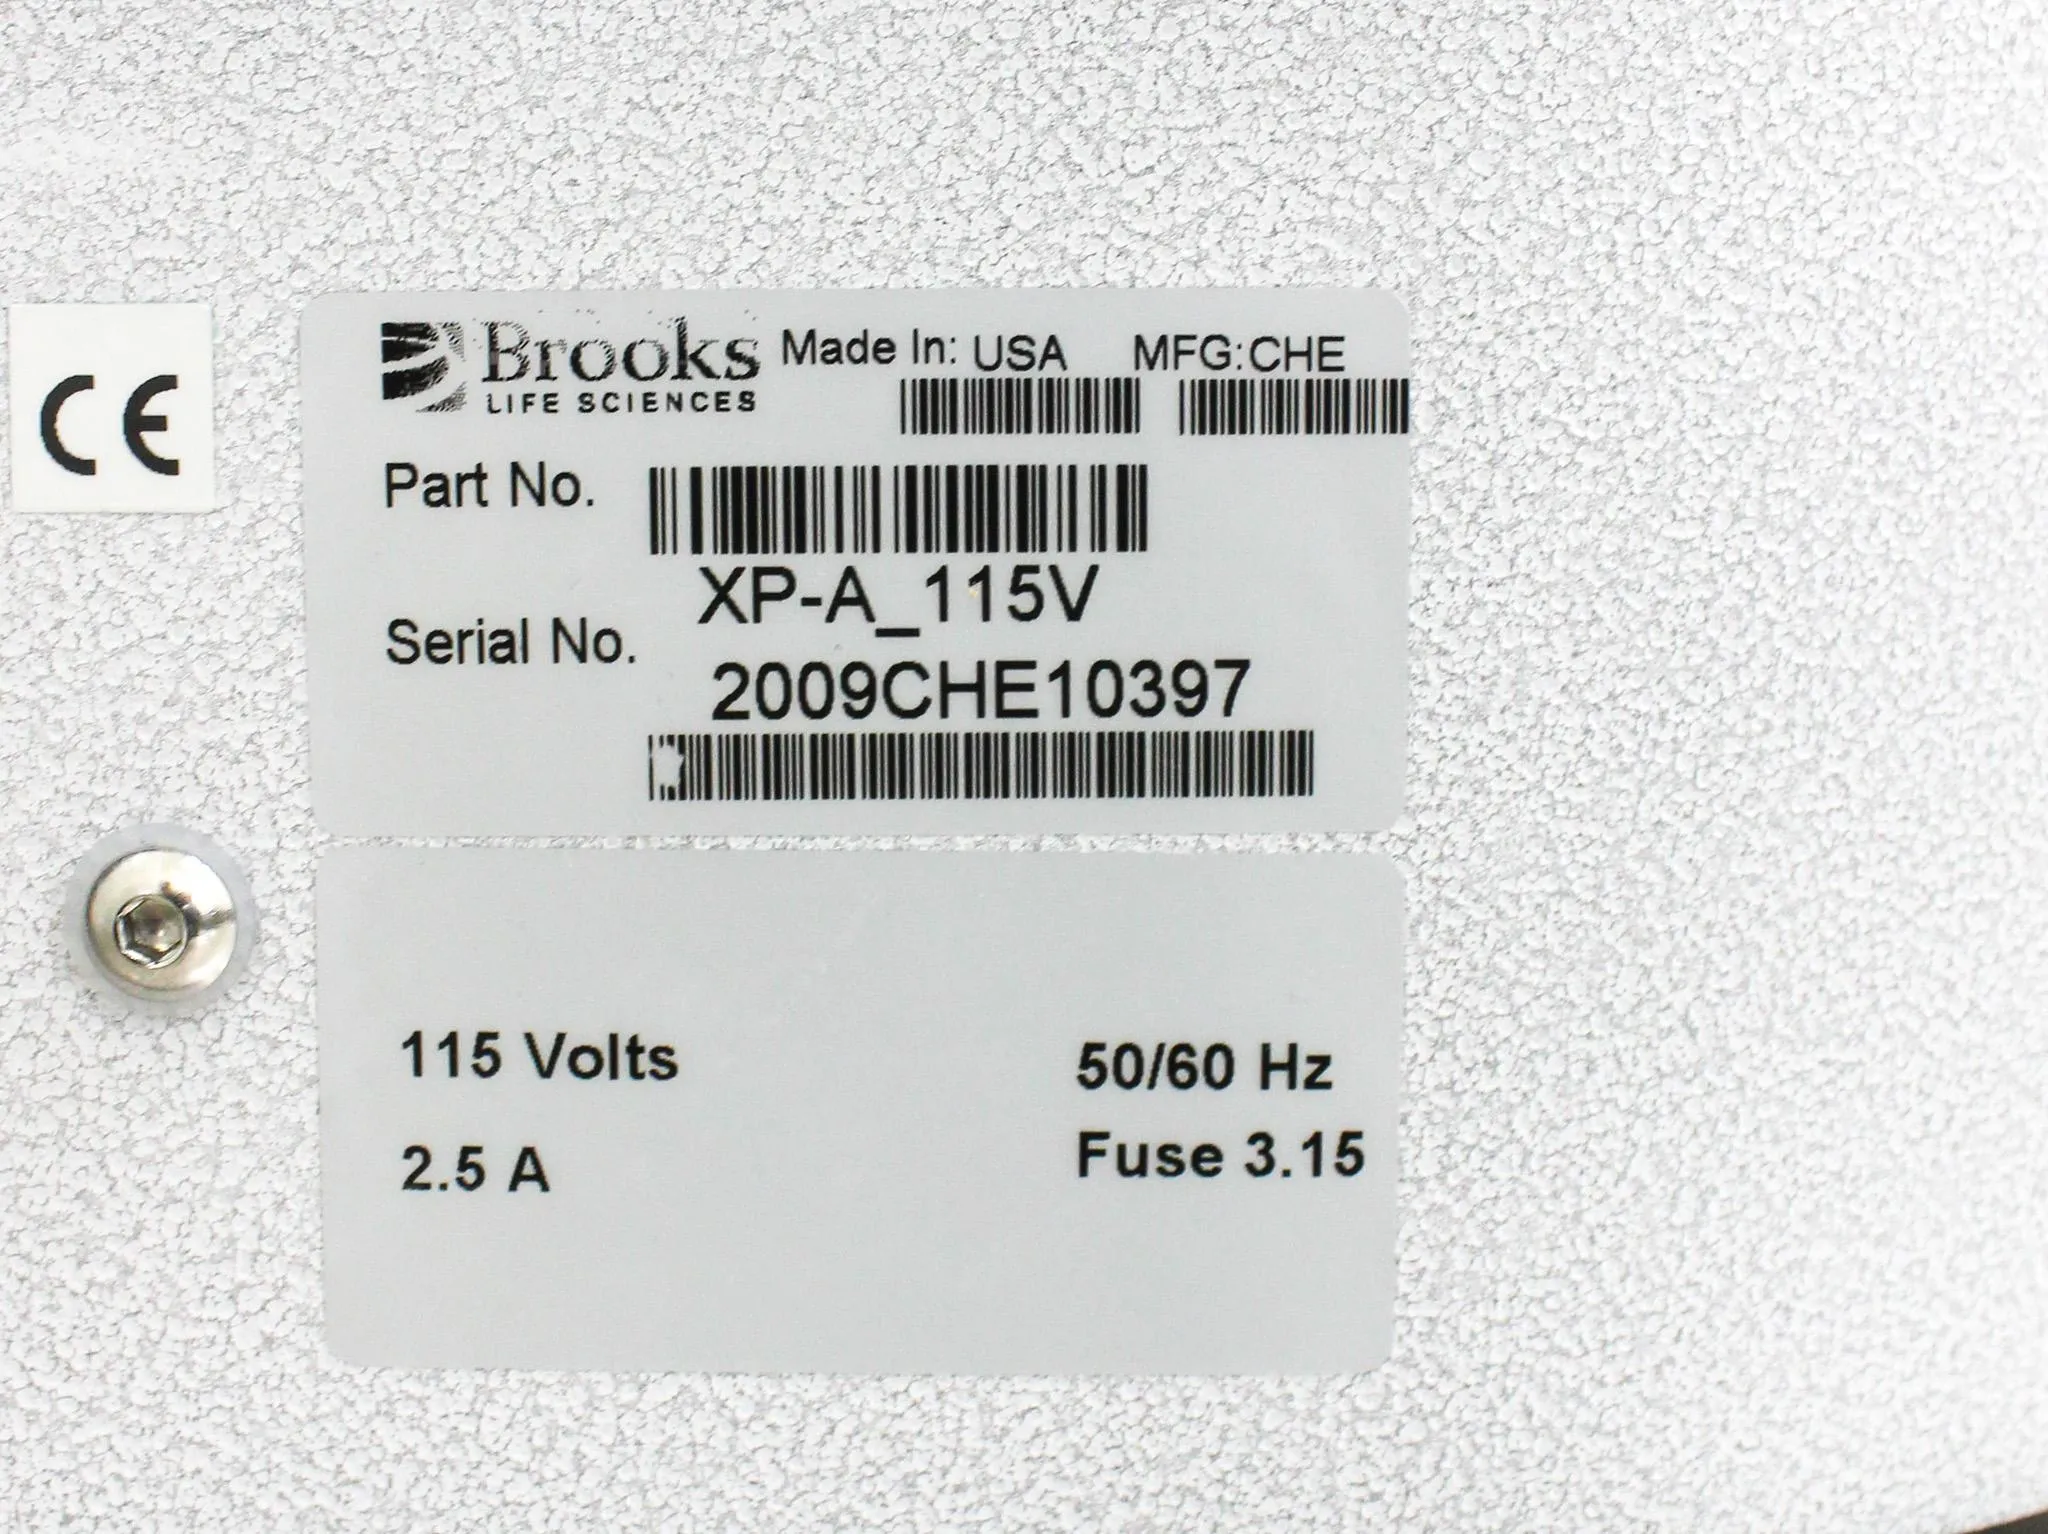 CE
Brooks
LIFE SCIENCES
Made In: USA MFG:CHE
Part No.
XP-A_115V
Serial No.
2009CHE10397
115 Volts 50/60 Hz
2.5 A Fuse 3.15